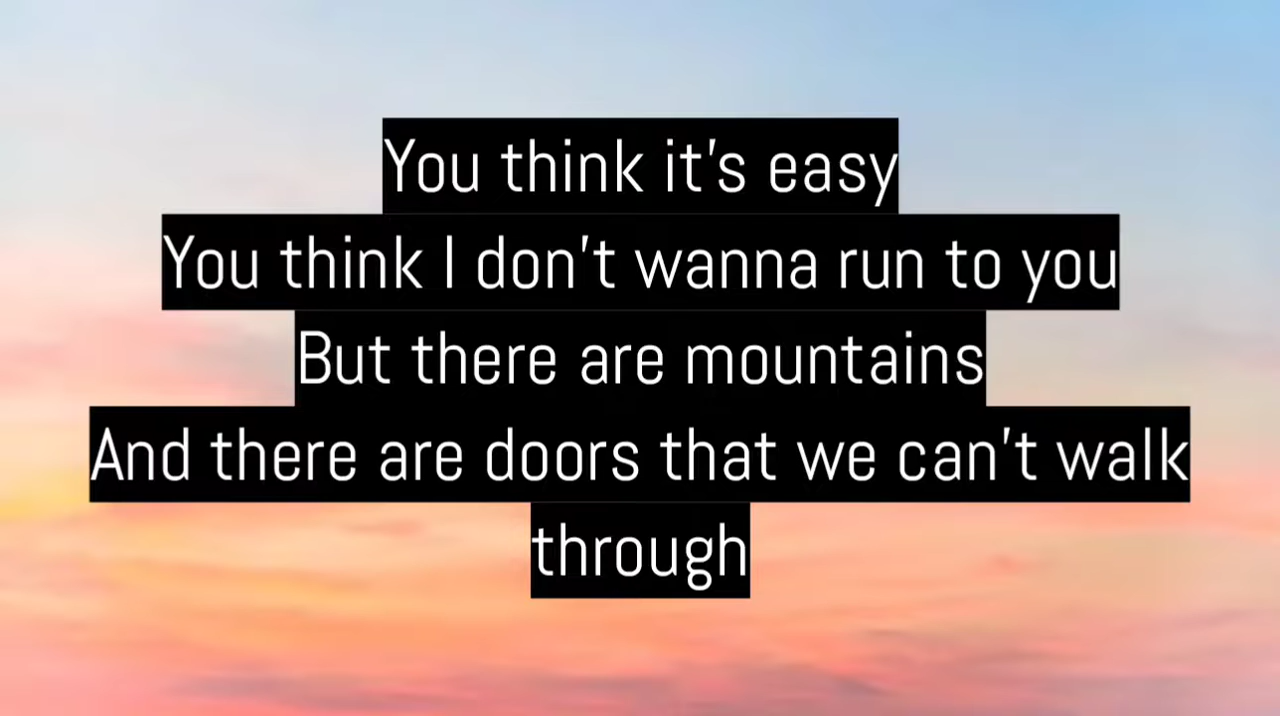 You think it's easy
You think I don't wanna run to you
But there are mountains
And there are doors that we can't walk
through